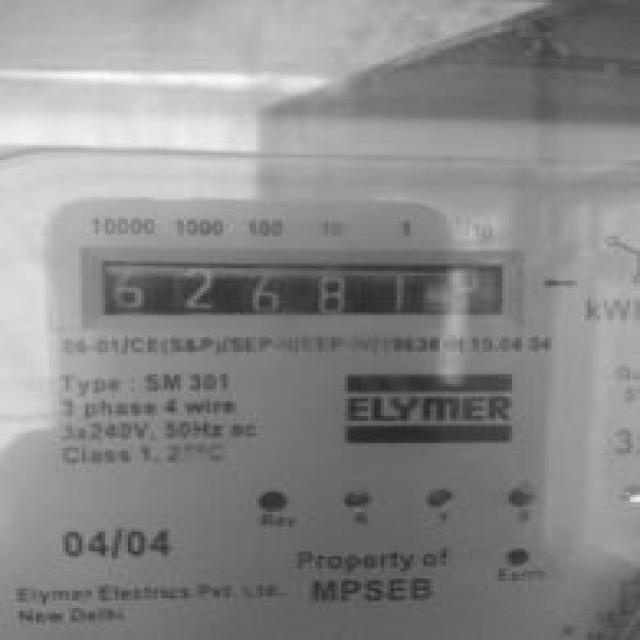 10000 1000 100 10 1
6 2 6 8 1
Type : SM 301
3 phase 4 wire
3x240V, 50Hz ac
Class 1, 27°C
ELYMER
Rev
04/04
Property of
MPSEB
Earth
Elymer Electrics Pvt. Ltd.
New Delhi